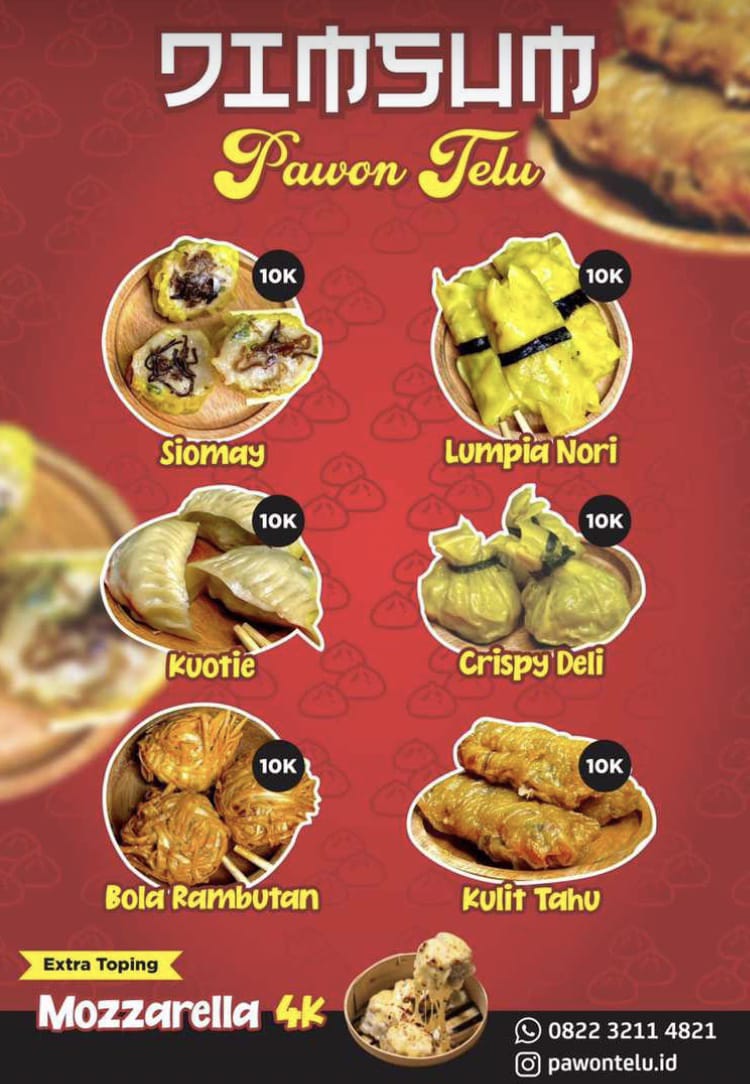 DIMSUM
Pawon Telu
10K
10K
Siomay
Lumpia Nori
10K
10K
Kuotie
Crispy Deli
10K
10K
Bola Rambutan
Kulit Tahu
Extra Toping
Mozzarella 4K
0822 3211 4821
pawontelu.id